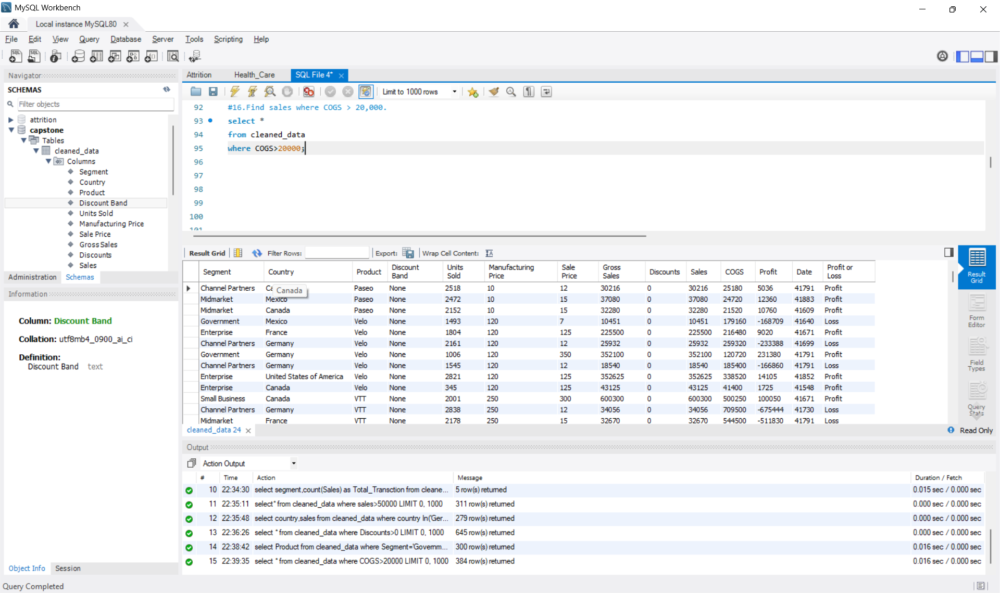 MySQL Workbench
Local instance MySQL80
File Edit View Query Database Server Tools Scripting Help
Navigator
SCHEMAS
Filter objects
attrition
capstone
Tables
cleaned_data
Columns
Segment
Country
Product
Discount Band
Units Sold
Manufacturing Price
Sale Price
Gross Sales
Discounts
Sales
Administration Schemas
Information
Column: Discount Band
Collation: utf8mb4_0900_ai_ci
Definition:
Discount Band text
Object Info Session
Query Completed
Attrition Health_Care SQL File 4*
Limit to 1000 rows
92 #16.Find sales where COGS > 20,000.
93 select *
94 from cleaned_data
95 where COGS>20000;
96
97
98
99
100
101
Result Grid Filter Rows: Export: Wrap Cell Content:
Segment Country Product Discount Band Units Sold Manufacturing Price Sale Price Gross Sales Discounts Sales COGS Profit Date Profit or Loss
Channel Partners Ca Paseo None 2518 10 12 30216 0 30216 25180 5036 41791 Profit
Canada
Midmarket Mexico Paseo None 2472 10 15 37080 0 37080 24720 12360 41883 Profit
Midmarket Canada Paseo None 2152 10 15 32280 0 32280 21520 10760 41609 Profit
Government Mexico Velo None 1493 120 7 10451 0 10451 179160 -168709 41640 Loss
Enterprise France Velo None 1804 120 125 225500 0 225500 216480 9020 41671 Profit
Channel Partners Germany Velo None 2161 120 12 25932 0 25932 259320 -233388 41699 Loss
Government Germany Velo None 1006 120 350 352100 0 352100 120720 231380 41791 Profit
Channel Partners Germany Velo None 1545 120 12 18540 0 18540 185400 -166860 41791 Loss
Enterprise United States of America Velo None 2821 120 125 352625 0 352625 338520 14105 41852 Profit
Enterprise Canada Velo None 345 120 125 43125 0 43125 41400 1725 41548 Profit
Small Business Canada VTT None 2001 250 300 600300 0 600300 500250 100050 41671 Profit
Channel Partners Germany VTT None 2838 250 12 34056 0 34056 709500 -675444 41730 Loss
Midmarket France VTT None 2178 250 15 32670 0 32670 544500 -511830 41791 Loss
Result Grid
Form Editor
Field Types
Query Stats
cleaned_data 24
Read Only
Output
Action Output
# Time Action Message Duration / Fetch
10 22:34:30 select segment,count(Sales) as Total_Transction from cleane... 5 row(s) returned 0.015 sec / 0.000 sec
11 22:35:11 select* from cleaned_data where sales>50000 LIMIT 0, 1000 311 row(s) returned 0.000 sec / 0.000 sec
12 22:35:48 select country,sales from cleaned_data where country In('Ger... 279 row(s) returned 0.000 sec / 0.000 sec
13 22:36:26 select * from cleaned_data where Discounts>0 LIMIT 0, 1000 645 row(s) returned 0.000 sec / 0.000 sec
14 22:38:42 select Product from cleaned_data where Segment='Governm... 300 row(s) returned 0.016 sec / 0.000 sec
15 22:39:35 select * from cleaned_data where COGS>20000 LIMIT 0, 1000 384 row(s) returned 0.016 sec / 0.000 sec